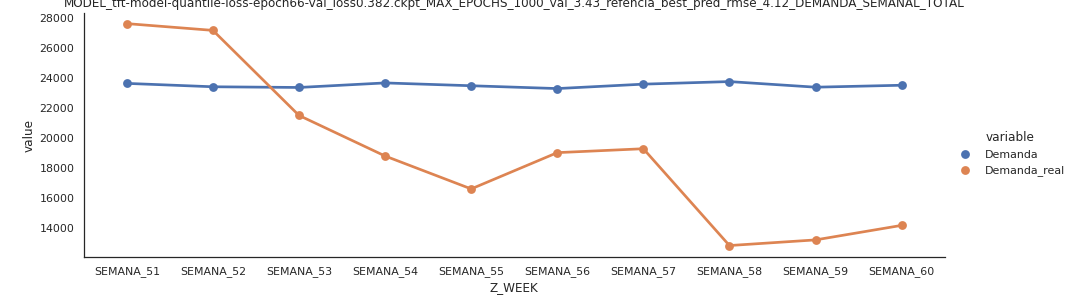 MODEL_tft-model-quantile-loss-epoch66-val_loss0.382.ckpt_MAX_EPOCHS_1000_val_3.43_refencia_best_pred_rmse_4.12_DEMANDA_SEMANAL_TOTAL
28000
26000
24000
22000
20000
18000
16000
14000
value
SEMANA_51 SEMANA_52 SEMANA_53 SEMANA_54 SEMANA_55 SEMANA_56 SEMANA_57 SEMANA_58 SEMANA_59 SEMANA_60
Z_WEEK
variable
Demanda
Demanda_real